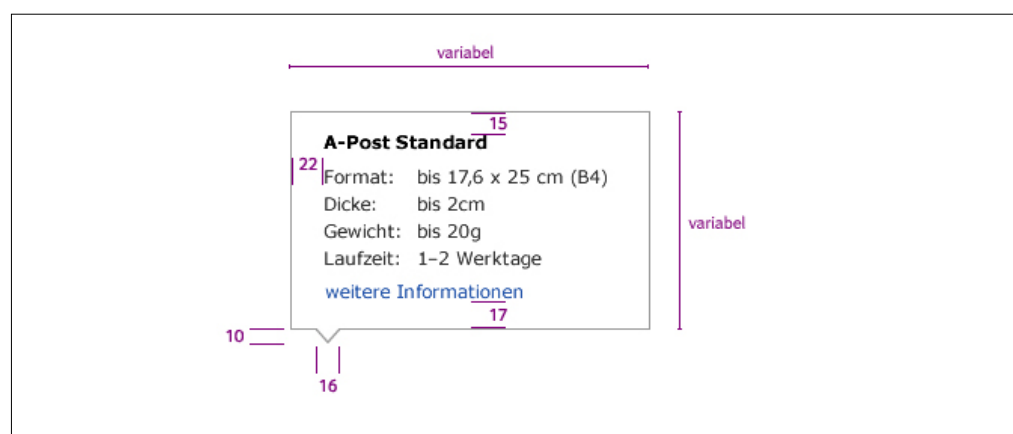 variabel
15
A-Post Standard
22
Format: bis 17,6 x 25 cm (B4)
Dicke: bis 2cm
variabel
Gewicht: bis 20g
Laufzeit: 1–2 Werktage
weitere Informationen
17
10
16